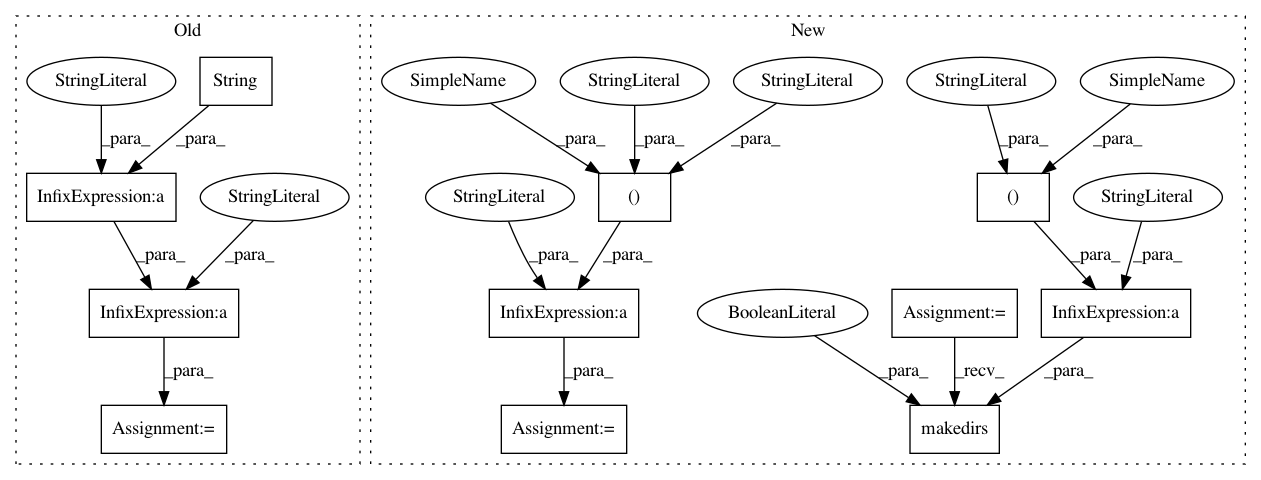 Old
New
StringLiteral
String
SimpleName
StringLiteral
StringLiteral
StringLiteral
SimpleName
_para_
_para_
_para_
_para_
_para_
_para_
_para_
InfixExpression:a
StringLiteral
StringLiteral
()
()
StringLiteral
_para_
_para_
_para_
_para_
_para_
_para_
InfixExpression:a
InfixExpression:a
BooleanLiteral
Assignment:=
InfixExpression:a
_para_
_para_
_para_
_recv_
_para_
Assignment:=
Assignment:=
makedirs